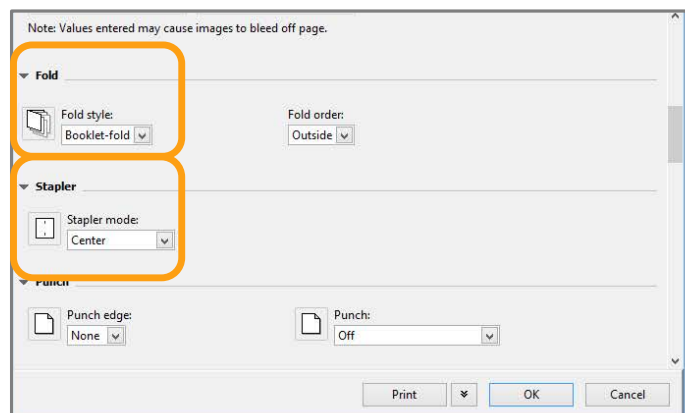 Note: Values entered may cause images to bleed off page.
Fold
Fold style:
Fold order:
Booklet-fold
Outside
Stapler
Stapler mode:
Center
Punch
Punch edge:
Punch:
None
Off
Print
OK
Cancel